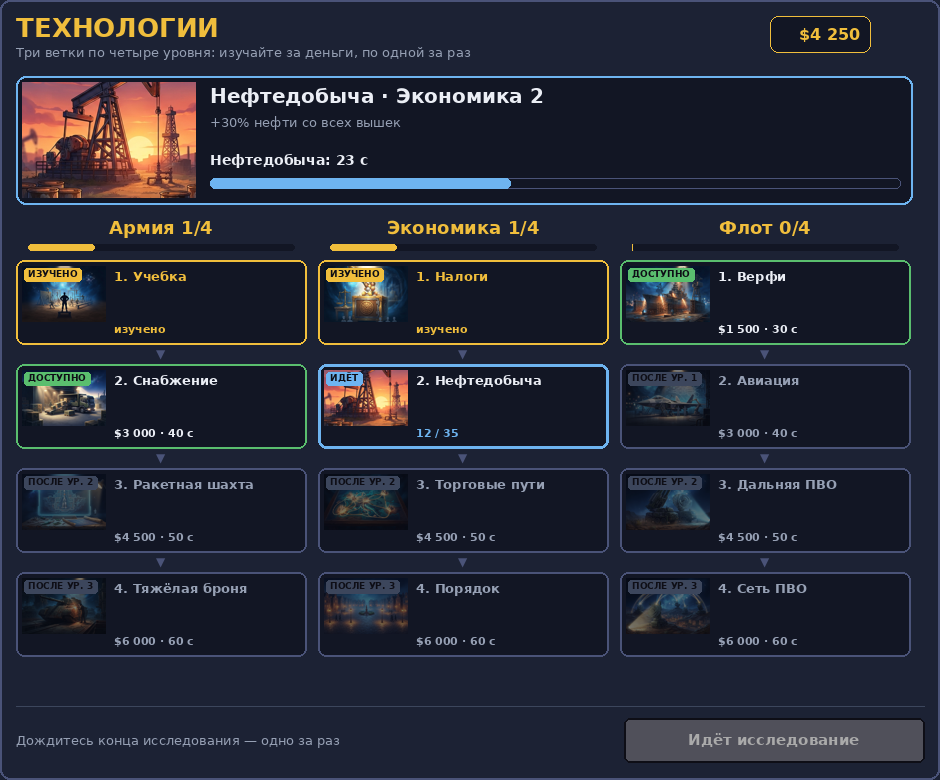 ТЕХНОЛОГИИ
$4 250
Три ветки по четыре уровня: изучайте за деньги, по одной за раз
Нефтедобыча · Экономика 2
+30% нефти со всех вышек
Нефтедобыча: 23 с
Армия 1/4
Экономика 1/4
Флот 0/4
ИЗУЧЕНО
1. Учебка
изучено
ИЗУЧЕНО
1. Налоги
изучено
ДОСТУПНО
1. Верфи
$1 500 · 30 с
ДОСТУПНО
2. Снабжение
$3 000 · 40 с
ИДЁТ
2. Нефтедобыча
12 / 35
ПОСЛЕ УР. 1
2. Авиация
$3 000 · 40 с
ПОСЛЕ УР. 2
3. Ракетная шахта
$4 500 · 50 с
ПОСЛЕ УР. 2
3. Торговые пути
$4 500 · 50 с
ПОСЛЕ УР. 2
3. Дальняя ПВО
$4 500 · 50 с
ПОСЛЕ УР. 3
4. Тяжёлая броня
$6 000 · 60 с
ПОСЛЕ УР. 3
4. Порядок
$6 000 · 60 с
ПОСЛЕ УР. 3
4. Сеть ПВО
$6 000 · 60 с
Дождитесь конца исследования — одно за раз
Идёт исследование